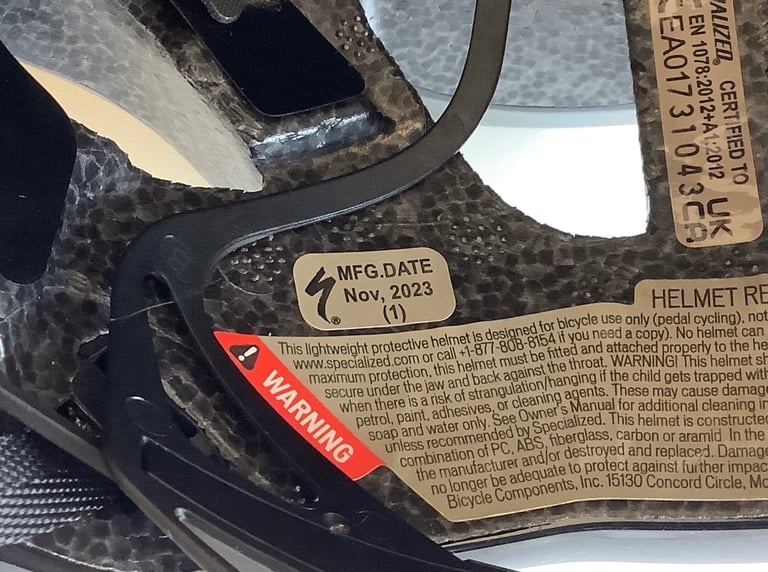 MFG.DATE
Nov, 2023
(1)
HELMET RE
This lightweight protective helmet is designed for bicycle use only (pedal cycling), not
www.specialized.com or call +1-877-808-8154 if you need a copy). No helmet can
maximum protection, this helmet must be fitted and attached properly to the he
secure under the jaw and back against the throat. WARNING! This helmet sh
when there is a risk of strangulation/hanging if the child gets trapped with
petrol, paint, adhesives, or cleaning agents. These may cause damage
soap and water only. See Owner's Manual for additional cleaning in
unless recommended by Specialized. This helmet is constructed
combination of PC, ABS, fiberglass, carbon or aramid. In the
the manufacturer and/or destroyed and replaced. Damage
no longer be adequate to protect against further impac
Bicycle Components, Inc. 15130 Concord Circle, Mo
WARNING
CIALIZED
CERTIFIED TO
EN 1078:2012+A1:2012
UK
CA
EA0173104 3